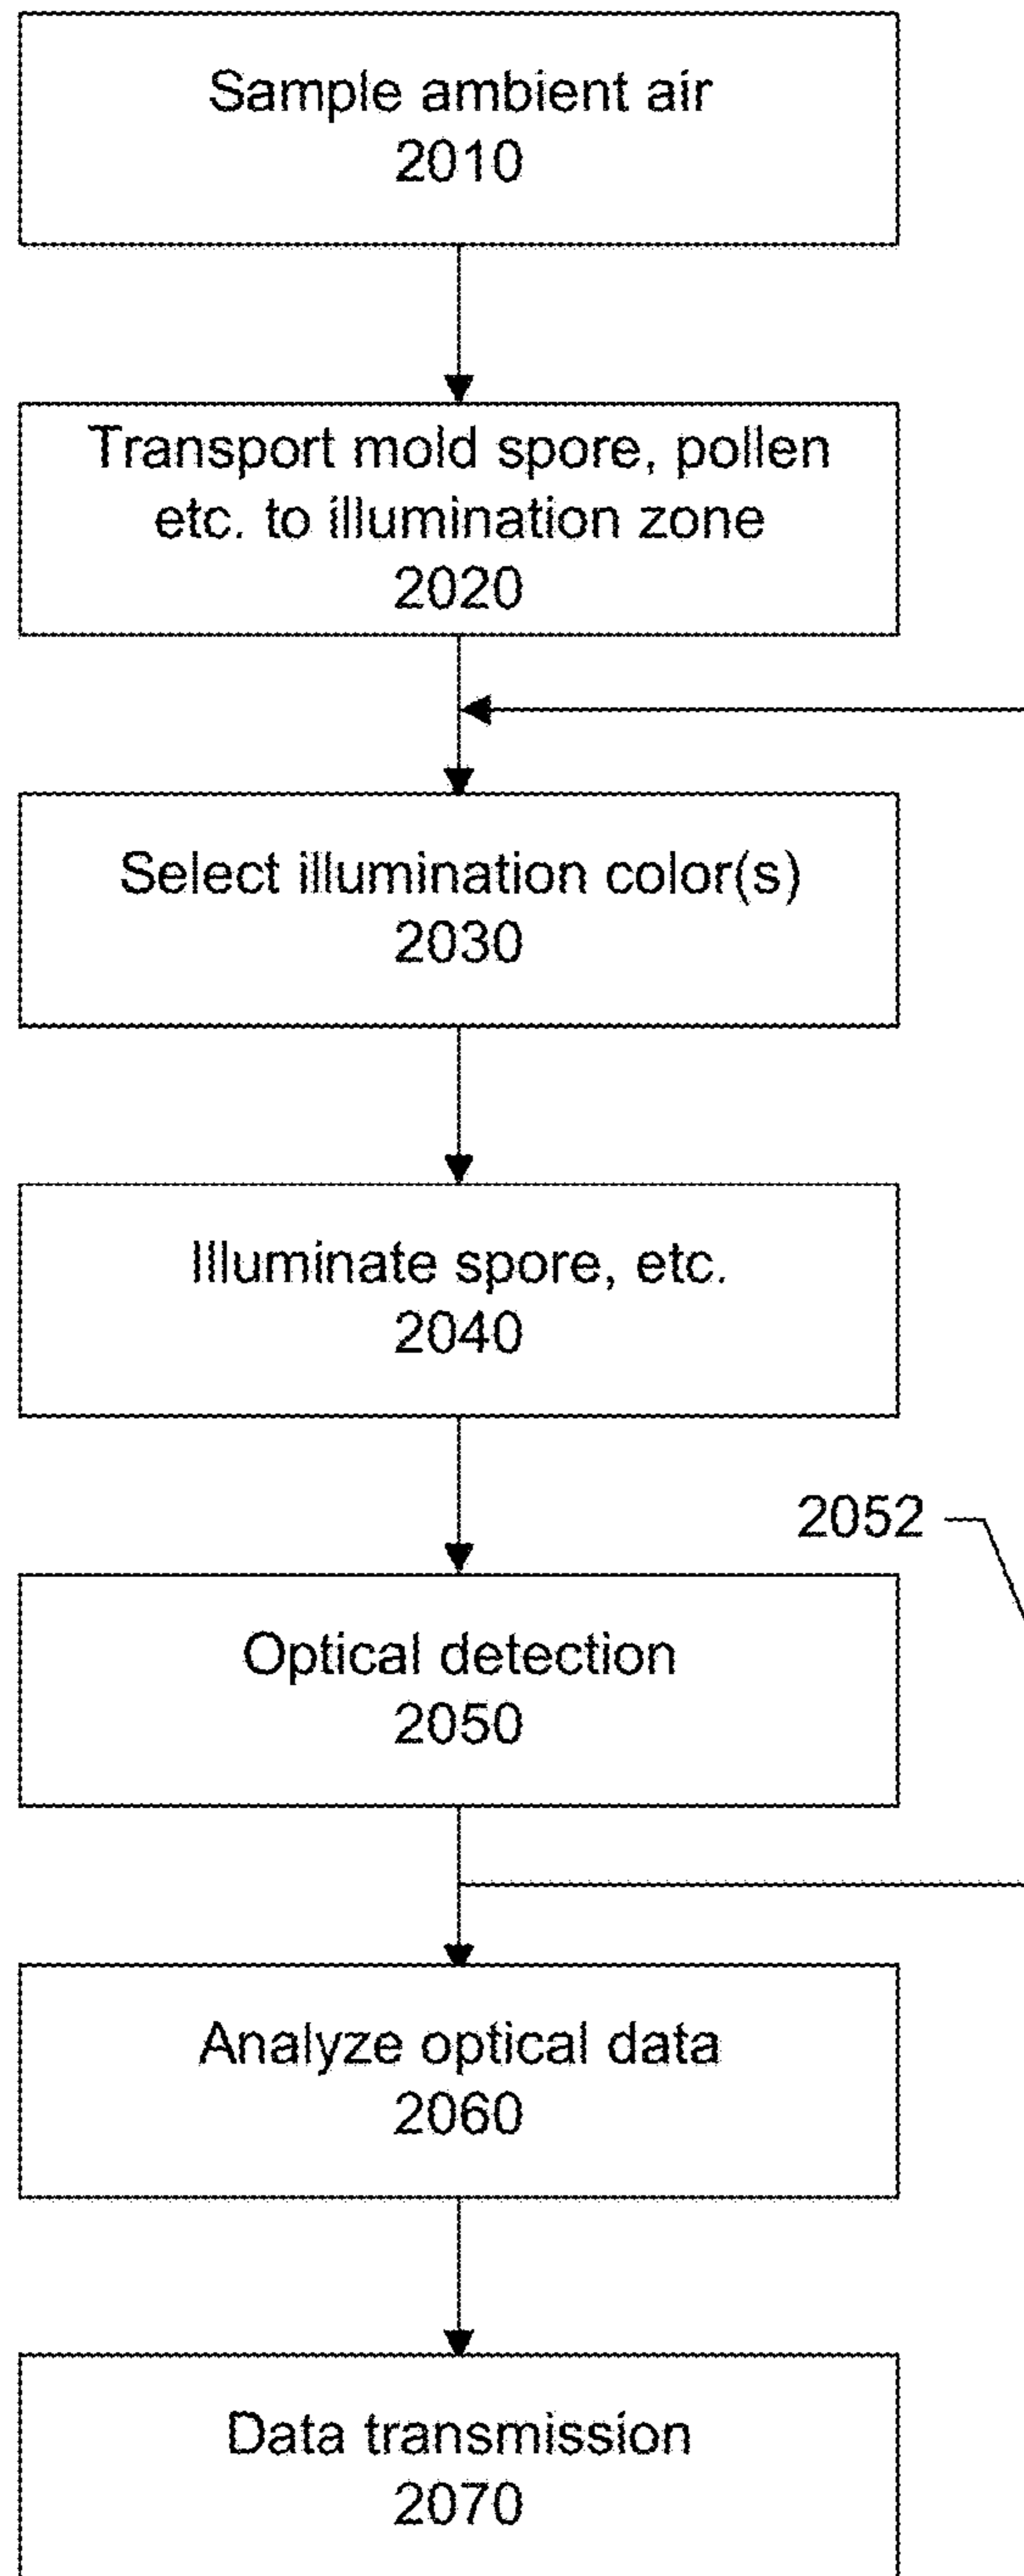 Sample ambient air
2010
Transport mold spore, pollen
etc. to illumination zone
2020
Select illumination color(s)
2030
Illuminate spore, etc.
2040
2052
Optical detection
2050
Analyze optical data
2060
Data transmission
2070